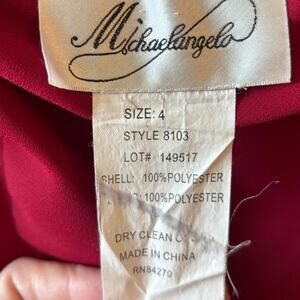 Michaelangelo
SIZE: 4
STYLE 8103
LOT# 149517
SHELL: 100%POLYESTER
: 100%POLYESTER
DRY CLEAN
MADE IN CHINA
RN84270